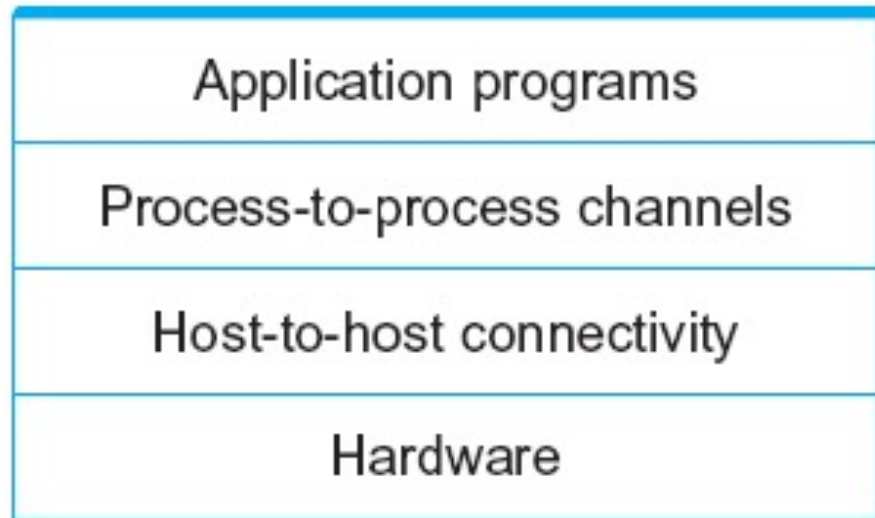 Application programs
Process-to-process channels
Host-to-host connectivity
Hardware